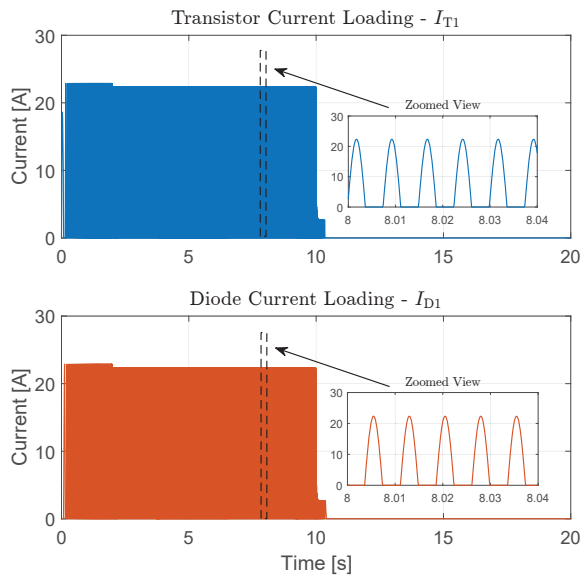 Transistor Current Loading - I_T1
Current [A]
30
20
10
0
0 5 10 15 20
Zoomed View
30
20
10
0
8 8.01 8.02 8.03 8.04
Diode Current Loading - I_D1
Current [A]
30
20
10
0
0 5 10 15 20
Zoomed View
30
20
10
0
8 8.01 8.02 8.03 8.04
Time [s]